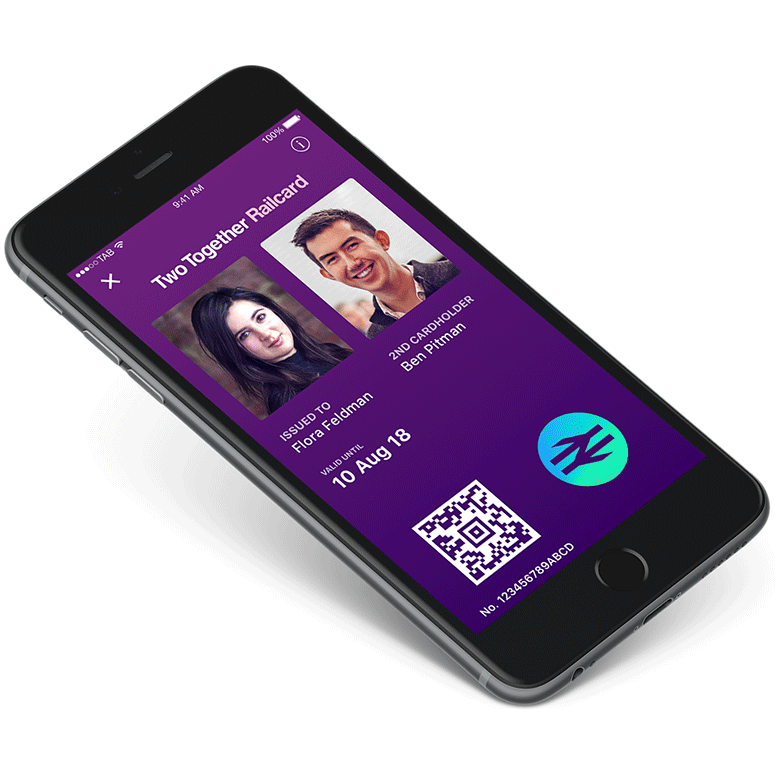 ●●●○○ TAB
9:41 AM
100%
Two Together Railcard
ISSUED TO
Flora Feldman
2ND CARDHOLDER
Ben Pitman
VALID UNTIL
10 Aug 18
No. 123456789ABCD